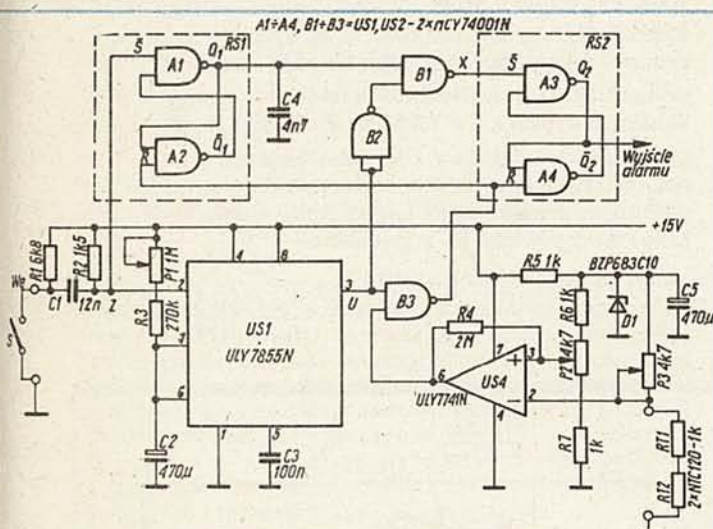 A1÷A4, B1÷B3=US1, US2-2×MCY74001N
RS1
RS2
S̄
A1
Q1
B1
X
S̄
A3
Q2
C4
4n7
B2
R̄
A2
Q̄1
R̄
A4
Q̄2
Wyjście
alarmu
+15V
R1 6k8
R2 1k5
P1 1M
4
8
R5 1k
BZP683C10
We
C1
12n
Z
2
3
U
B3
R4
2M
R6 1k
D1
C5
470µ
S
R3
270k
US1
ULY7855N
7
6
ULY7741N
+
3
US4
-
2
4
P2 4k7
P3 4k7
6
1
5
C2
470µ
C3
100n
R7
1k
RT1
RT2
2×NTC120-1k